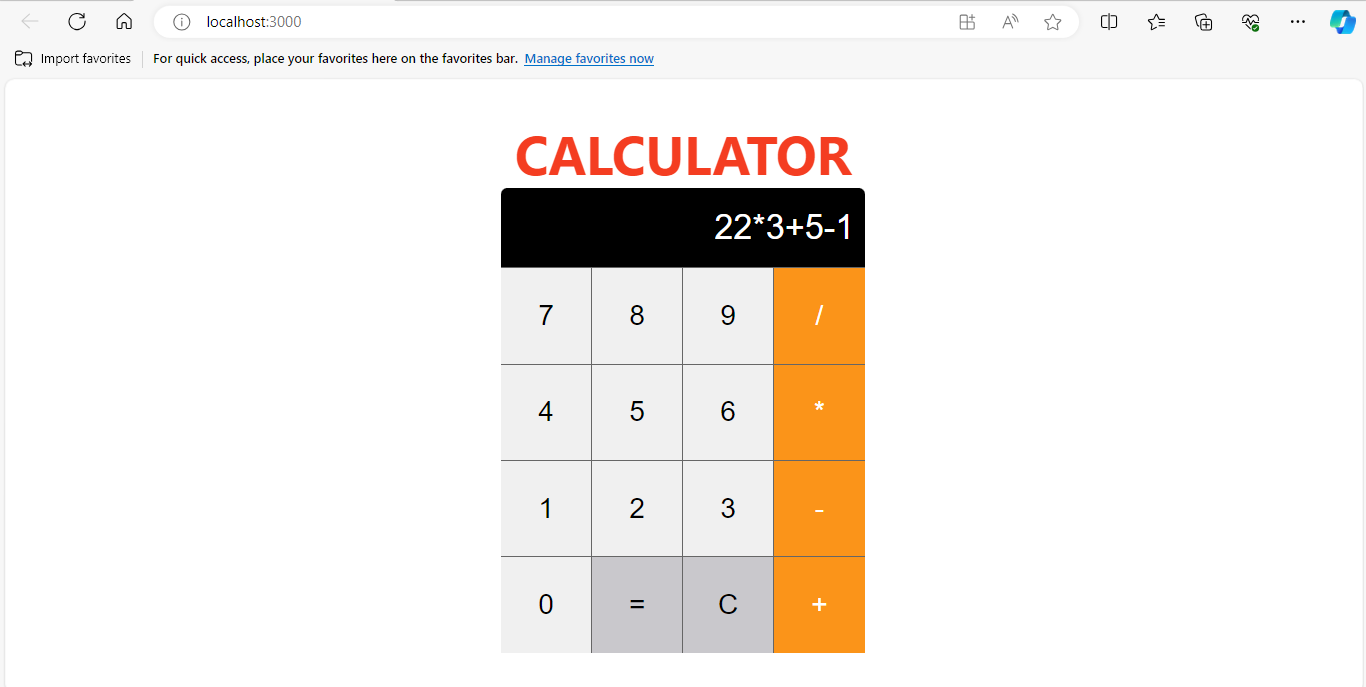 localhost:3000
Import favorites For quick access, place your favorites here on the favorites bar. Manage favorites now
CALCULATOR
22*3+5-1
7 8 9 /
4 5 6 *
1 2 3 -
0 = C +